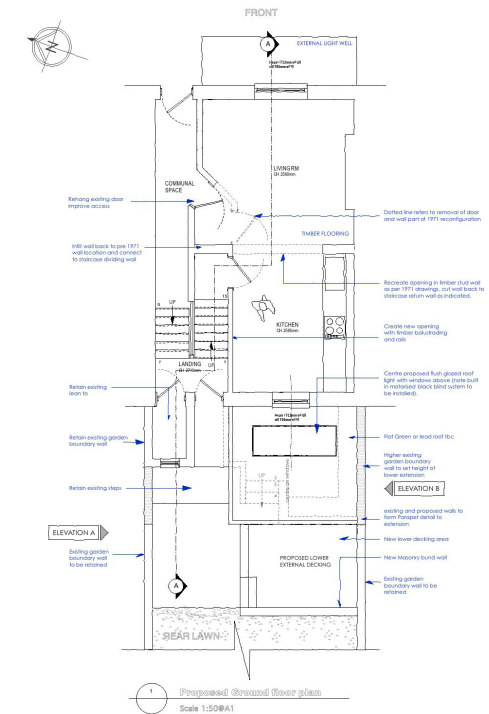 FRONT
N
A
EXTERNAL LIGHT WELL
LIVING RM
CH 2580mm
COMMUNAL
SPACE
Rehang existing door
improve access
Dotted line refers to removal of door
and wall part of 1971 reconfiguration
TIMBER FLOORING
Infill wall back to pre 1971
wall location and connect
to staircase dividing wall
Recreate opening in timber stud wall
as per 1971 drawings, cut wall back to
staircase return wall as indicated.
UP
15
KITCHEN
CH 2580mm
Create new opening
with timber balustrading
and rails
LANDING
UP
Centre proposed flush glazed roof
light with windows above (note built
in motorised black blind system to
be installed).
Retain existing
lean to
Retain existing garden
boundary wall
Flat Green or lead roof tbc
Higher existing
garden boundary
wall to set height of
lower extension
UP
Retain existing steps
ELEVATION B
existing and proposed walls to
form Parapet detail to
extension
ELEVATION A
New lower decking area
Existing garden
boundary wall
to be retained
PROPOSED LOWER
EXTERNAL DECKING
New Masonry bund wall
Existing garden
boundary wall to be
retained
A
REAR LAWN
1
Proposed Ground floor plan
Scale 1:50@A1